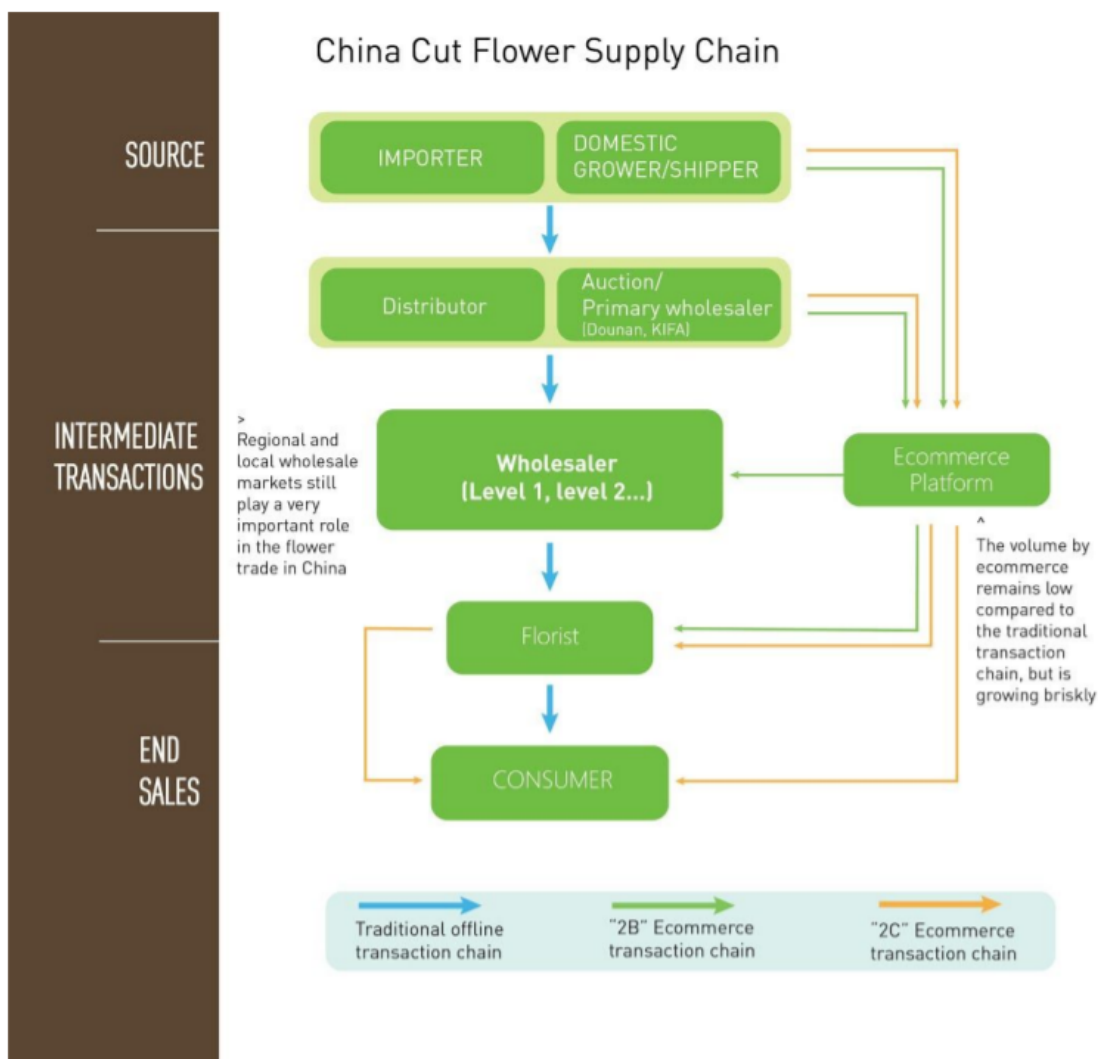 China Cut Flower Supply Chain
SOURCE
IMPORTER
DOMESTIC
GROWER/SHIPPER
Distributor
Auction/
Primary wholesaler
(Dounan, KIFA)
INTERMEDIATE
TRANSACTIONS
>
Regional and
local wholesale
markets still
play a very
important role
in the flower
trade in China
Wholesaler
(Level 1, level 2...)
Ecommerce
Platform
^
The volume by
ecommerce
remains low
compared to
the traditional
transaction
chain, but is
growing briskly
Florist
END
SALES
CONSUMER
Traditional offline
transaction chain
"2B" Ecommerce
transaction chain
"2C" Ecommerce
transaction chain